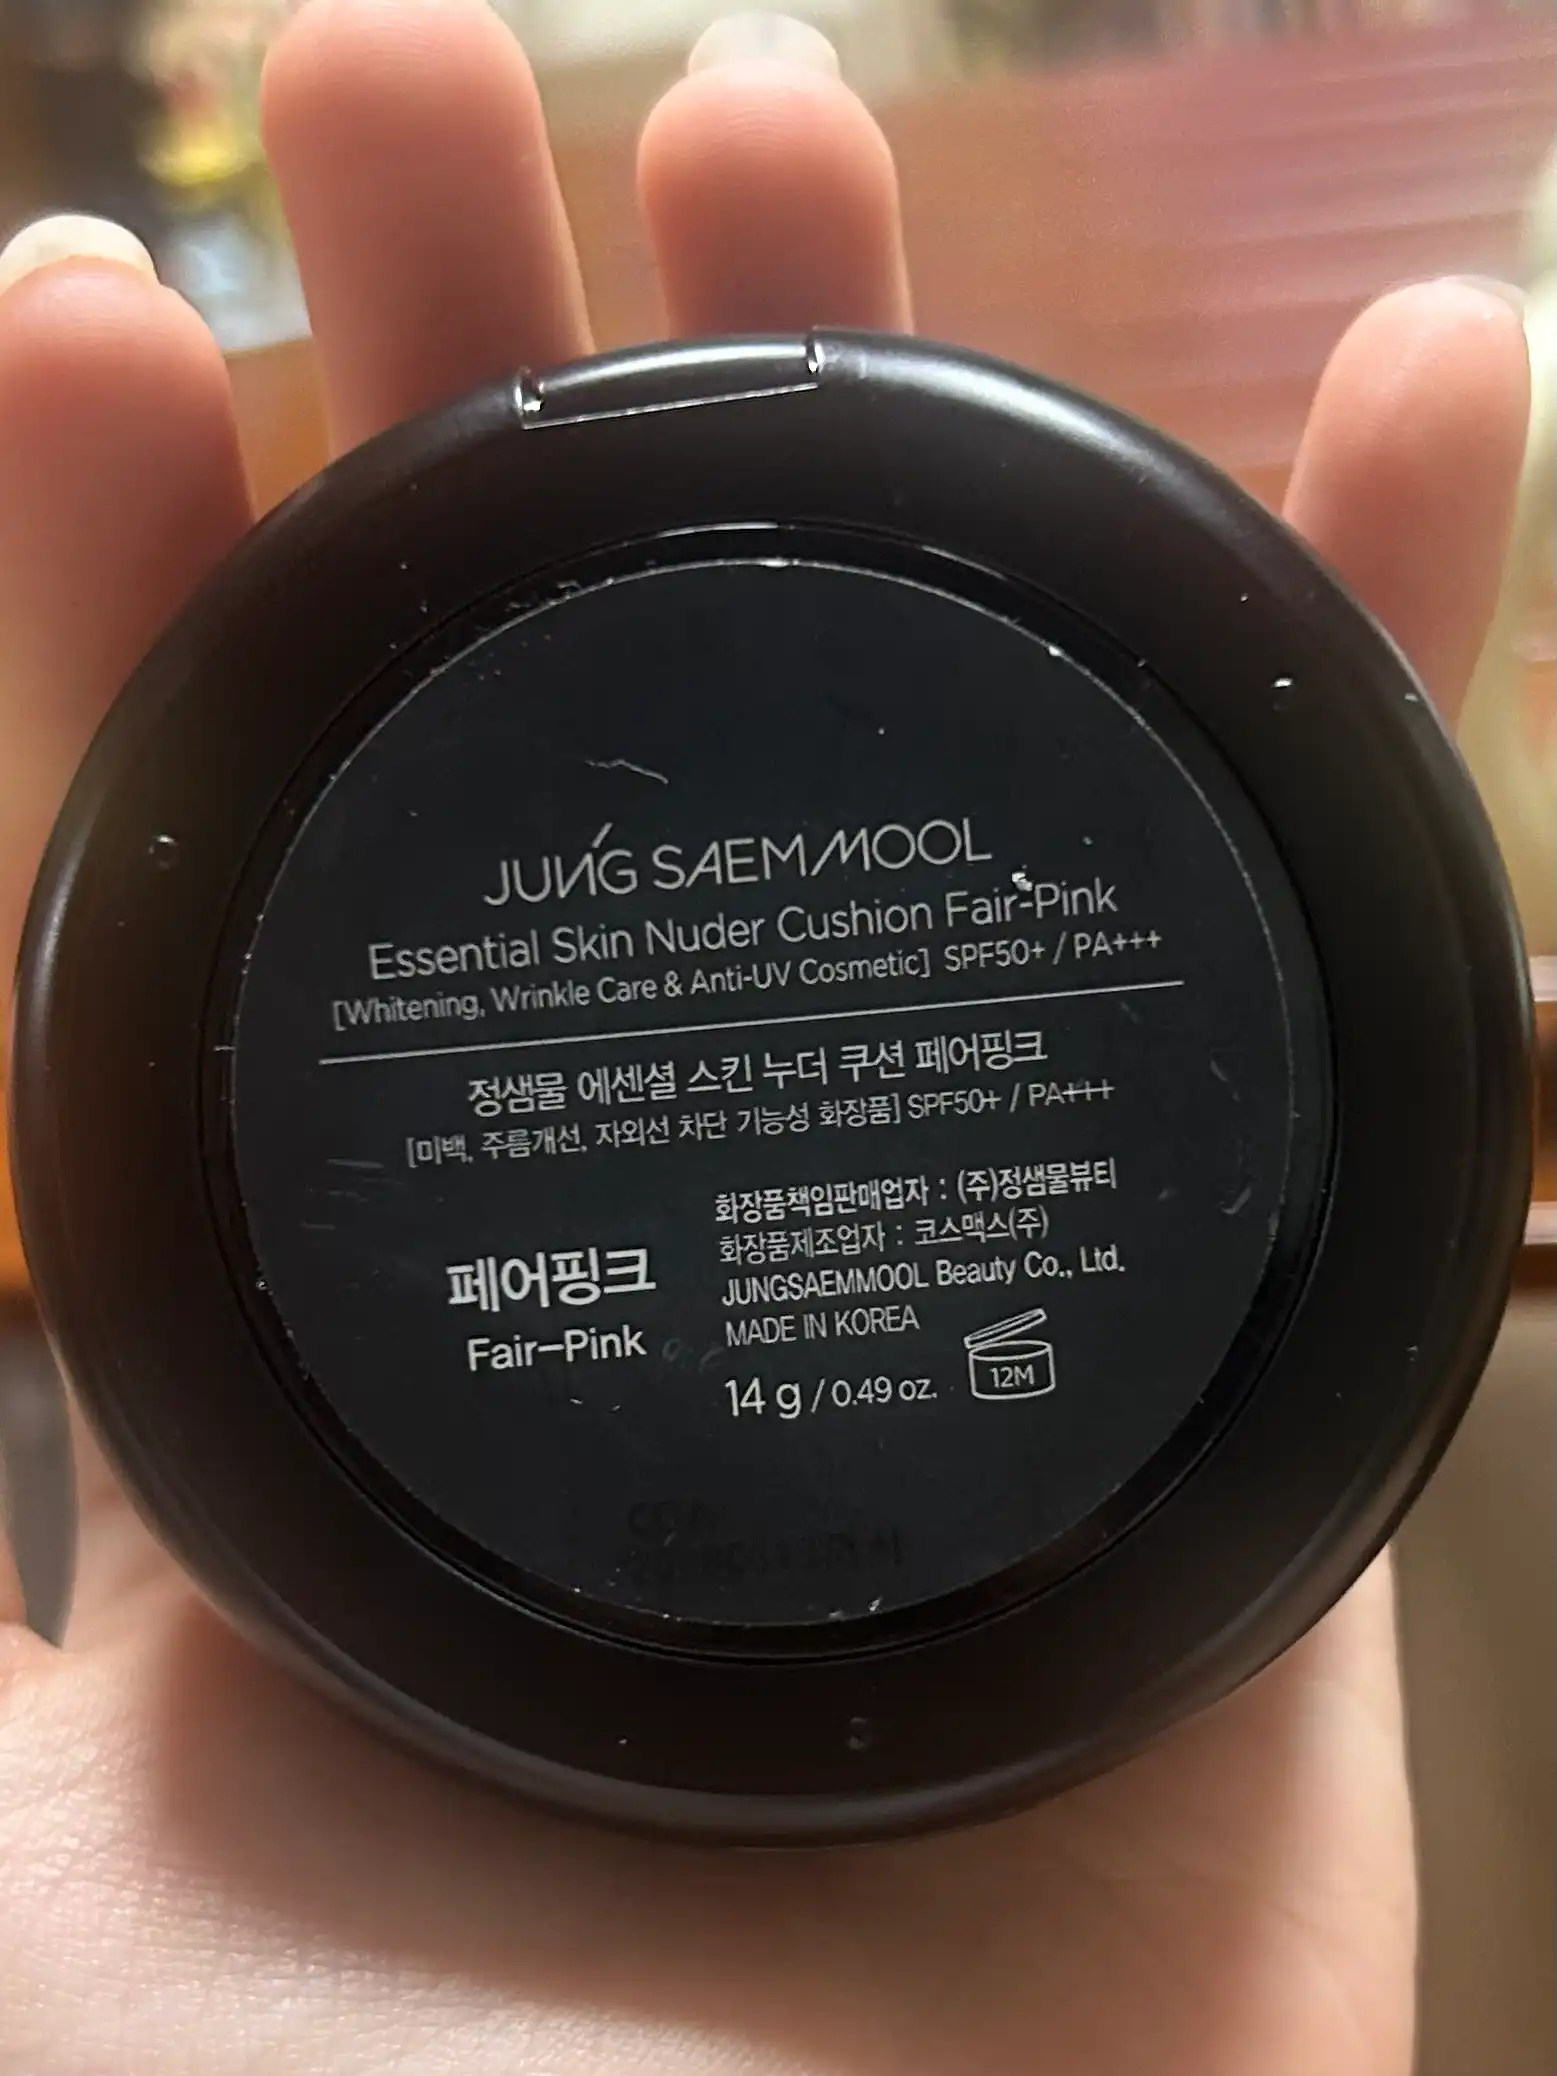 JUNG SAEM MOOL
Essential Skin Nuder Cushion Fair-Pink
[Whitening, Wrinkle Care & Anti-UV Cosmetic] SPF50+ / PA+++
정샘물 에센셜 스킨 누더 쿠션 페어핑크
[미백, 주름개선, 자외선 차단 기능성 화장품] SPF50+ / PA+++
화장품책임판매업자 : (주)정샘물뷰티
화장품제조업자 : 코스맥스(주)
JUNGSAEMMOOL Beauty Co., Ltd.
MADE IN KOREA
페어핑크
Fair-Pink
14 g / 0.49 oz.
12M